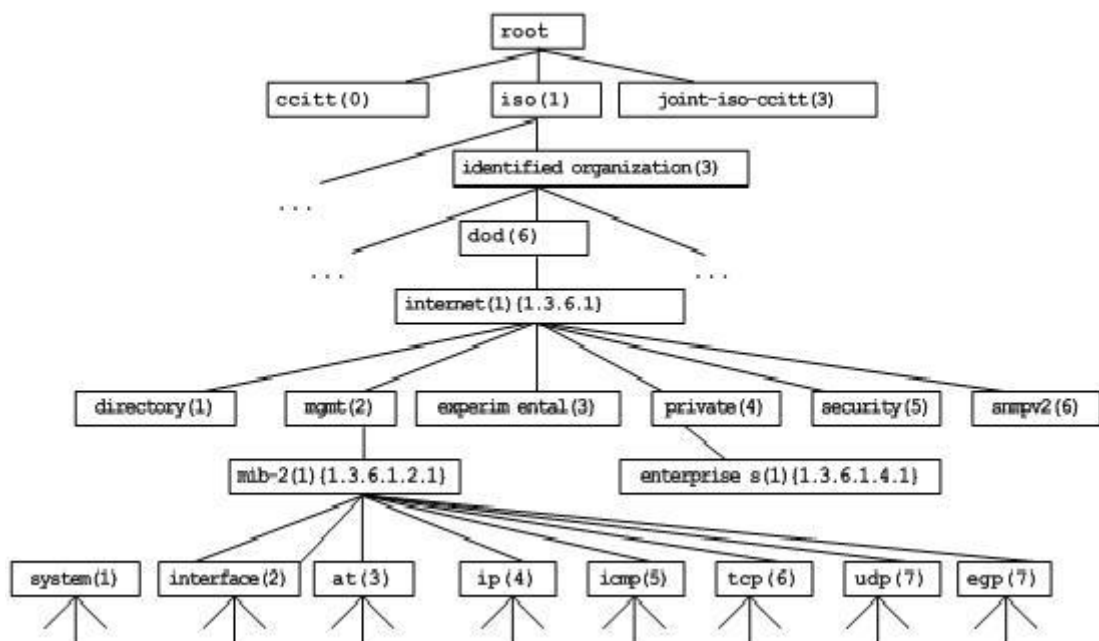 root
ccitt(0) iso(1) joint-iso-ccitt(3)
identified organization(3)
...
dod(6)
... ...
internet(1){1.3.6.1}
directory(1) mgmt(2) experim ental(3) private(4) security(5) snmpv2(6)
mib-2(1){1.3.6.1.2.1} enterprise s(1){1.3.6.1.4.1}
system(1) interface(2) at(3) ip(4) icmp(5) tcp(6) udp(7) egp(7)